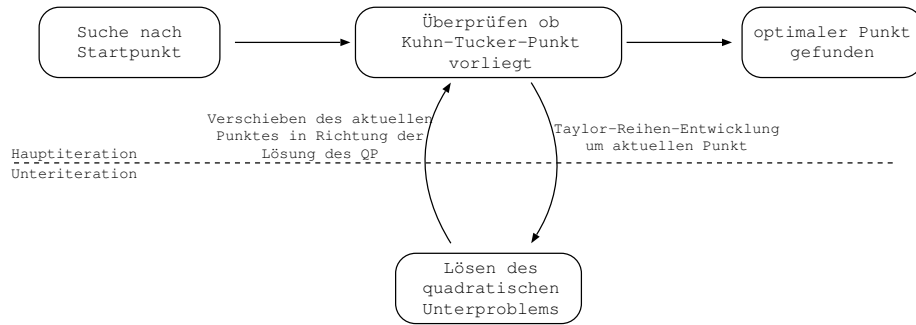 Suche nach
Startpunkt
Überprüfen ob
Kuhn-Tucker-Punkt
vorliegt
optimaler Punkt
gefunden
Verschieben des aktuellen
Punktes in Richtung der
Lösung des QP
Taylor-Reihen-Entwicklung
um aktuellen Punkt
Hauptiteration
Unteriteration
Lösen des
quadratischen
Unterproblems